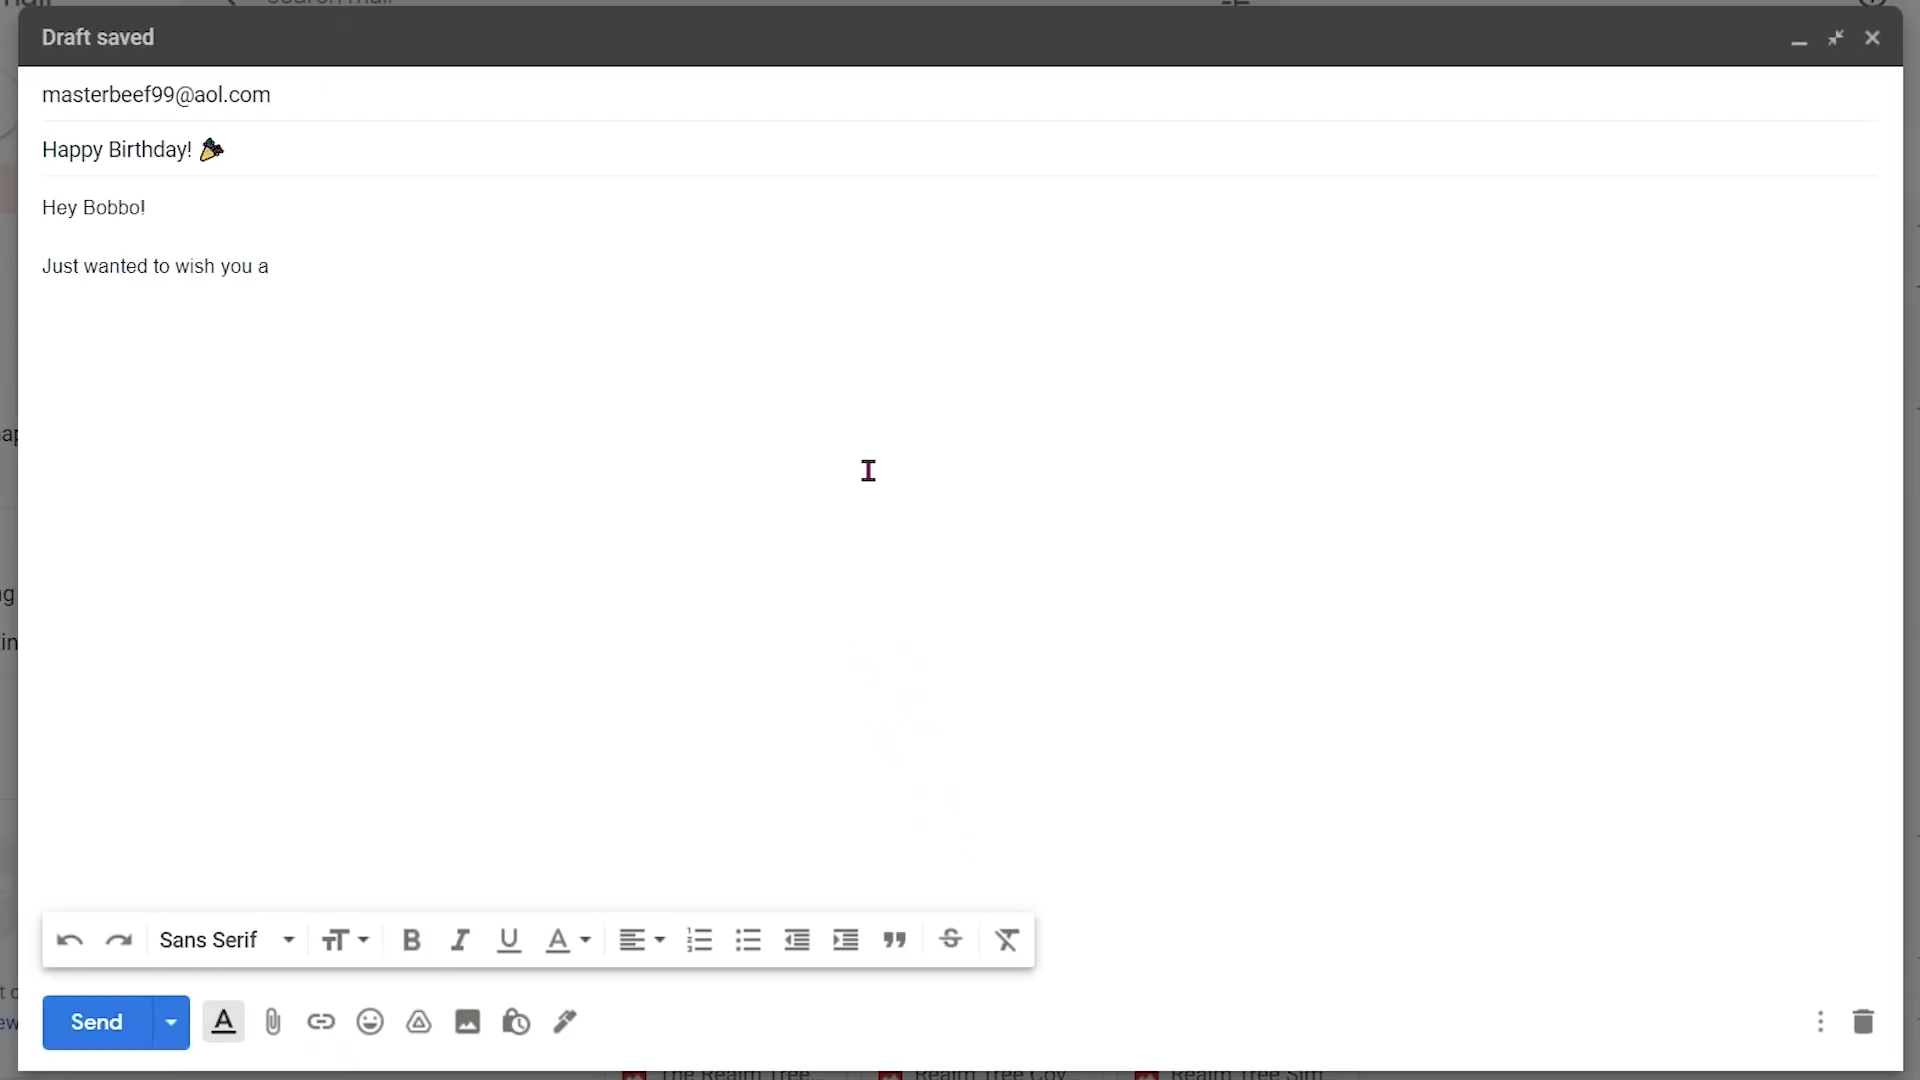 Draft saved
masterbeef99@aol.com
Happy Birthday! 🎉
Hey Bobbo!
Just wanted to wish you a
Sans Serif
Send